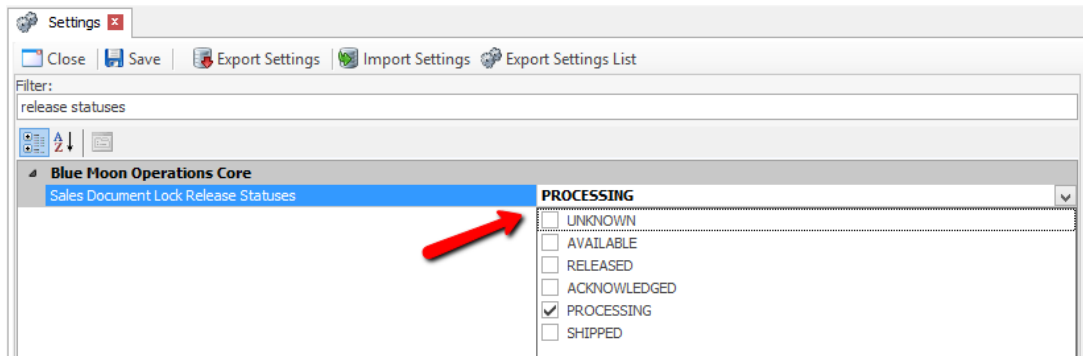 Settings
Close Save Export Settings Import Settings Export Settings List
Filter:
release statuses
Blue Moon Operations Core
Sales Document Lock Release Statuses PROCESSING
UNKNOWN
AVAILABLE
RELEASED
ACKNOWLEDGED
PROCESSING
SHIPPED